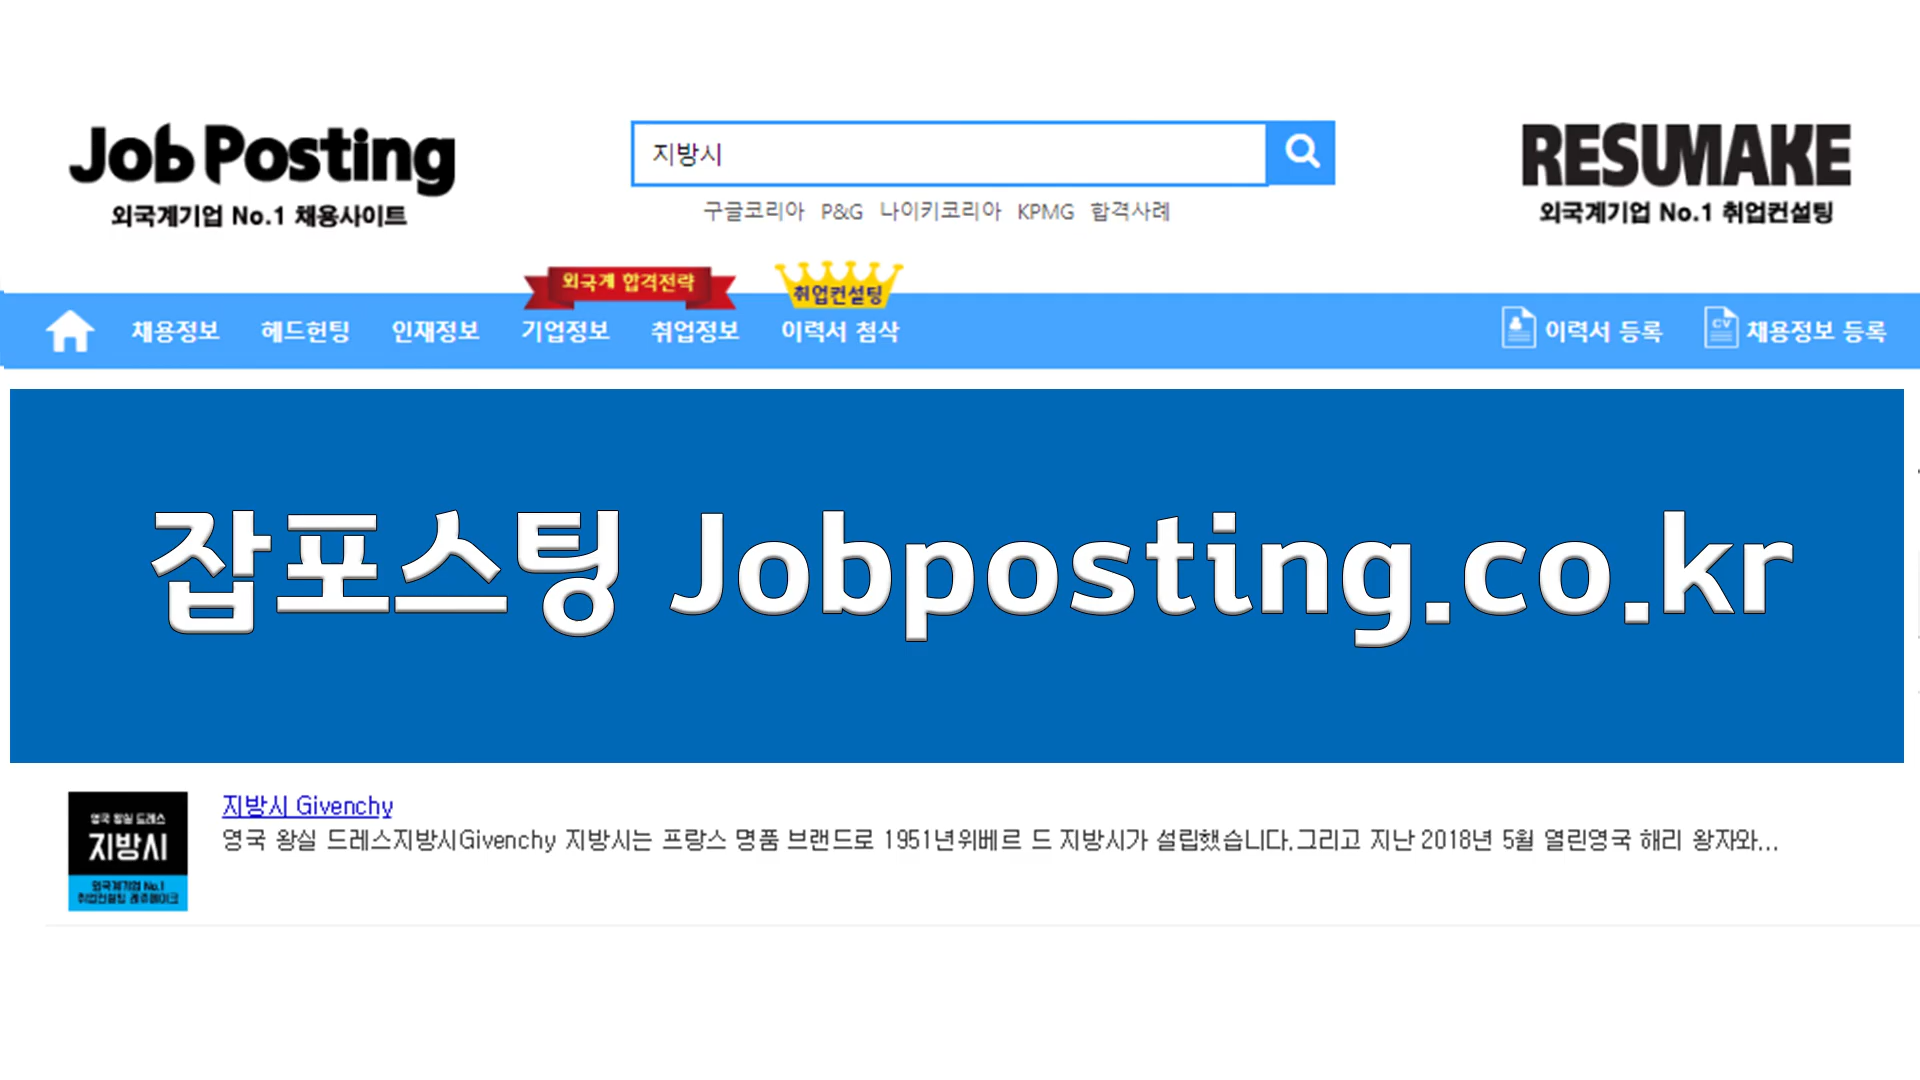 Job Posting
외국계기업 No.1 채용사이트
지방시
구글코리아 P&G 나이키코리아 KPMG 합격사례
RESUMAKE
외국계기업 No.1 취업컨설팅
외국계 합격전략
취업컨설팅
채용정보 헤드헌팅 인재정보 기업정보 취업정보 이력서 첨삭
이력서 등록
CV 채용정보 등록
잡포스팅 Jobposting.co.kr
영국 왕실 드레스
지방시
외국계기업 No.1
취업컨설팅 레쥬메이크
지방시 Givenchy
영국 왕실 드레스지방시Givenchy 지방시는 프랑스 명품 브랜드로 1951년위베르 드 지방시가 설립했습니다.그리고 지난 2018년 5월 열린영국 해리 왕자와...